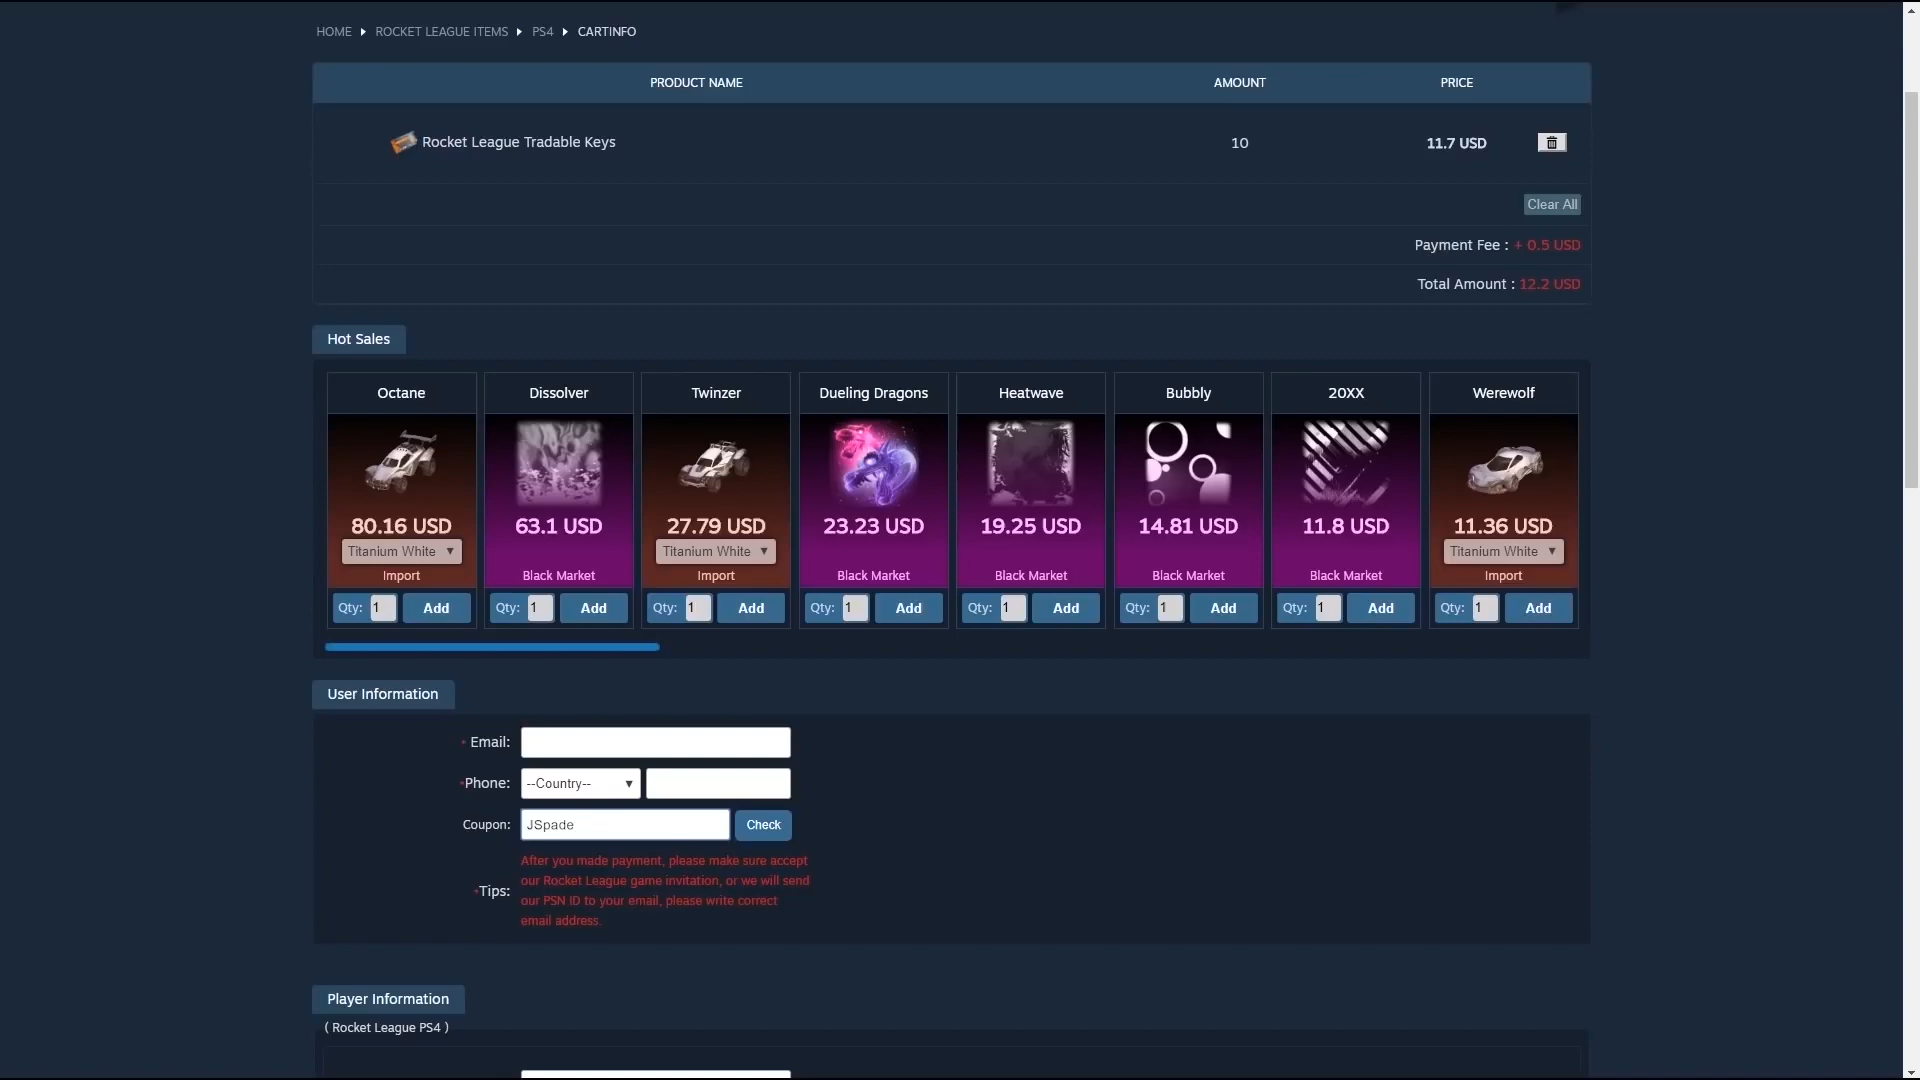 HOME ROCKET LEAGUE ITEMS PS4 CARTINFO
PRODUCT NAME AMOUNT PRICE
Rocket League Tradable Keys 10 11.7 USD
Clear All
Payment Fee : + 0.5 USD
Total Amount : 12.2 USD
Hot Sales
Octane Dissolver Twinzer Dueling Dragons Heatwave Bubbly 20XX Werewolf
80.16 USD 63.1 USD 27.79 USD 23.23 USD 19.25 USD 14.81 USD 11.8 USD 11.36 USD
Titanium White Titanium White Titanium White
Import Black Market Import Black Market Black Market Black Market Black Market Import
Qty: 1 Add Qty: 1 Add Qty: 1 Add Qty: 1 Add Qty: 1 Add Qty: 1 Add Qty: 1 Add Qty: 1 Add
User Information
* Email:
*Phone: --Country--
Coupon: JSpade Check
*Tips: After you made payment, please make sure accept
our Rocket League game invitation, or we will send
our PSN ID to your email, please write correct
email address.
Player Information
( Rocket League PS4 )